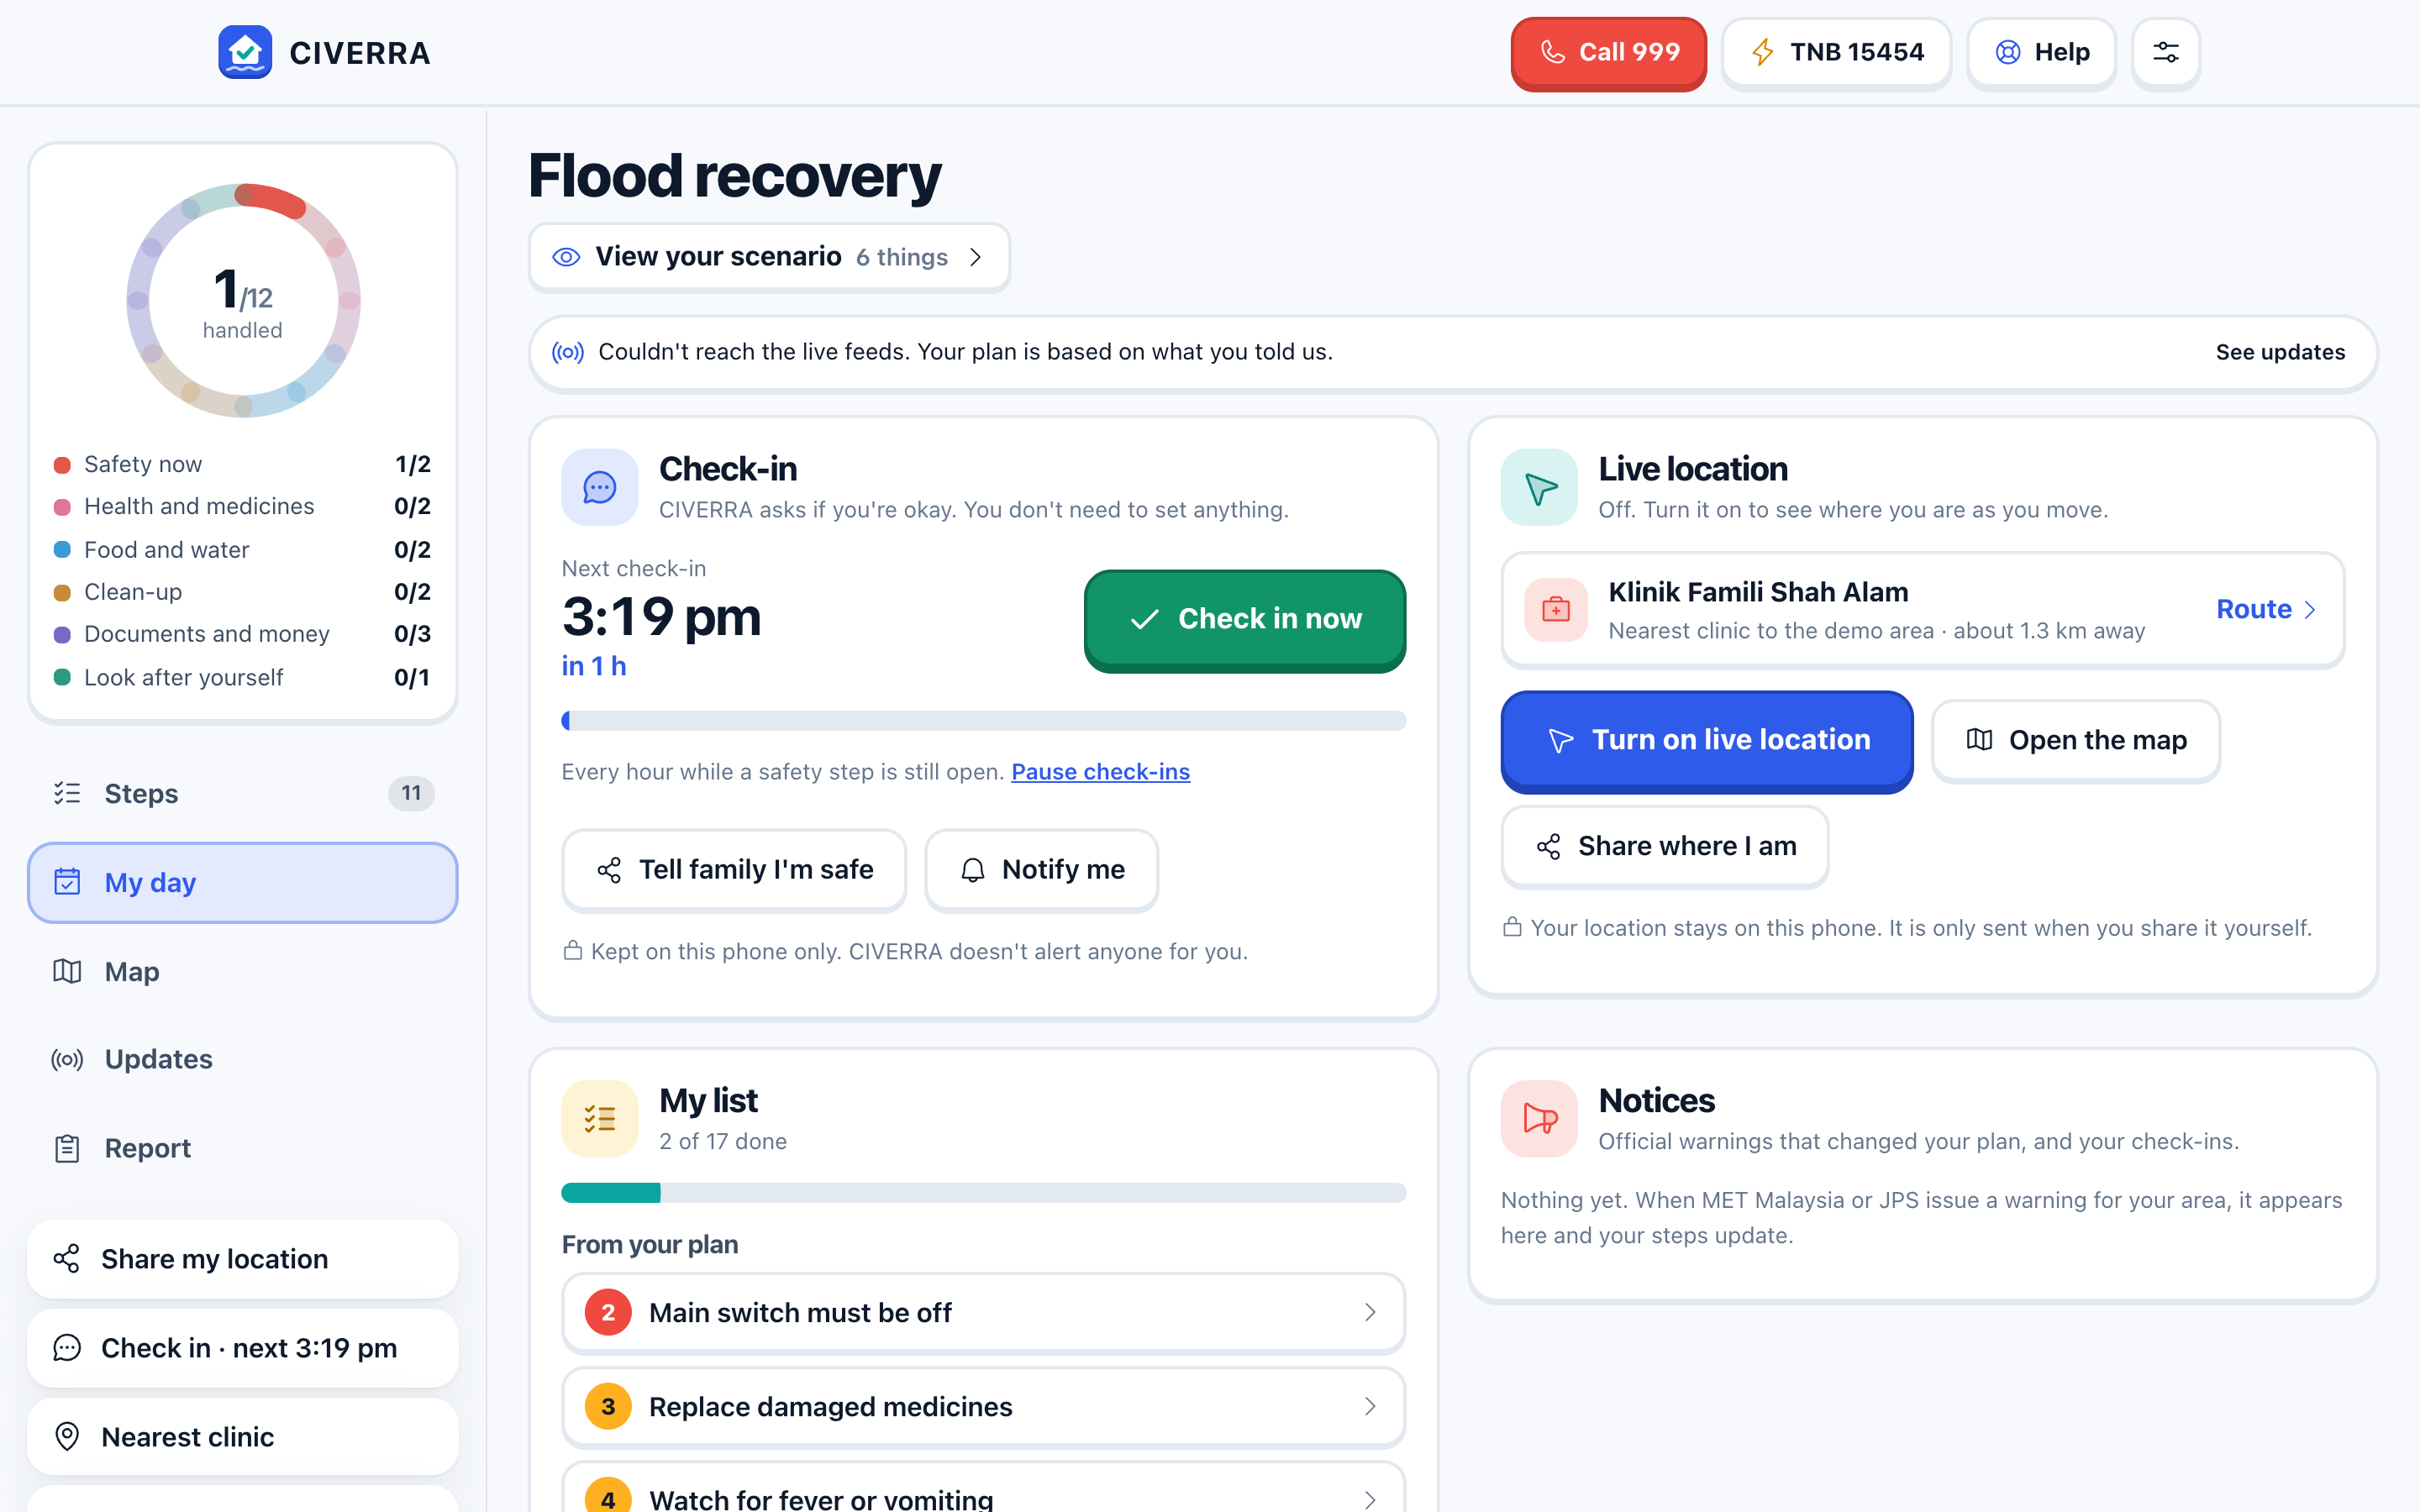 CIVERRA
Call 999
TNB 15454
Help
1/12
handled
Safety now 1/2
Health and medicines 0/2
Food and water 0/2
Clean-up 0/2
Documents and money 0/3
Look after yourself 0/1
Steps 11
My day
Map
Updates
Report
Share my location
Check in · next 3:19 pm
Nearest clinic
Flood recovery
View your scenario 6 things
Couldn't reach the live feeds. Your plan is based on what you told us.
See updates
Check-in
CIVERRA asks if you're okay. You don't need to set anything.
Next check-in
3:19 pm
in 1 h
Check in now
Every hour while a safety step is still open. Pause check-ins
Tell family I'm safe
Notify me
Kept on this phone only. CIVERRA doesn't alert anyone for you.
Live location
Off. Turn it on to see where you are as you move.
Klinik Famili Shah Alam
Nearest clinic to the demo area · about 1.3 km away
Route
Turn on live location
Open the map
Share where I am
Your location stays on this phone. It is only sent when you share it yourself.
My list
2 of 17 done
From your plan
2 Main switch must be off
3 Replace damaged medicines
4 Watch for fever or vomiting
Notices
Official warnings that changed your plan, and your check-ins.
Nothing yet. When MET Malaysia or JPS issue a warning for your area, it appears
here and your steps update.